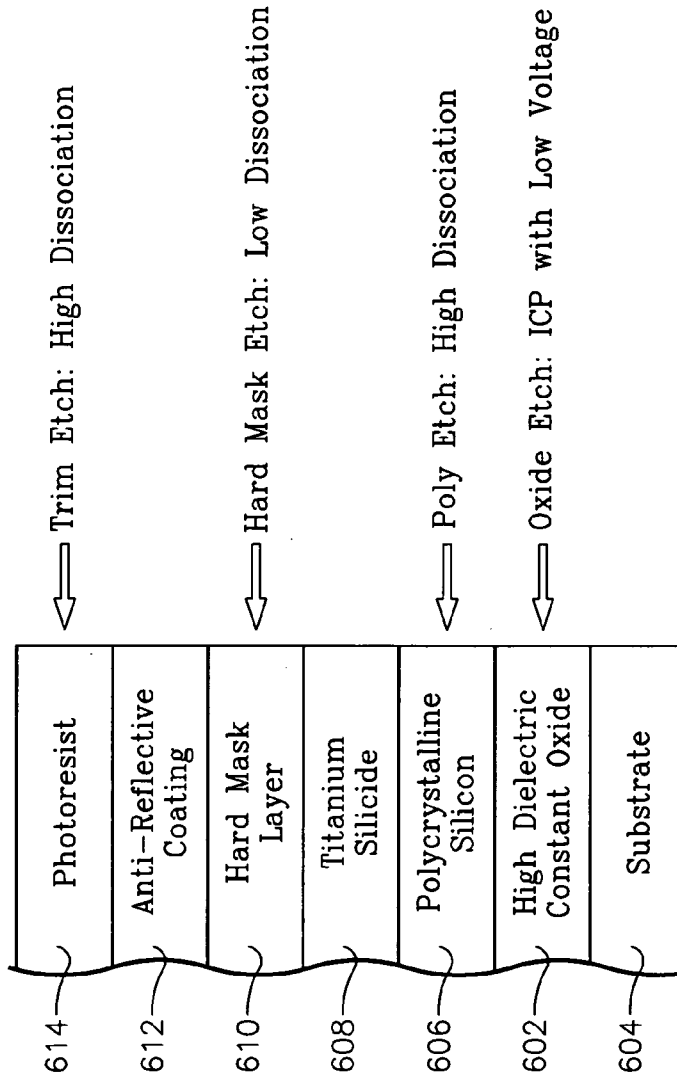 614
Photoresist
Trim Etch: High Dissociation
612
Anti-Reflective
Coating
610
Hard Mask
Layer
Hard Mask Etch: Low Dissociation
608
Titanium
Silicide
606
Polycrystalline
Silicon
Poly Etch: High Dissociation
602
High Dielectric
Constant Oxide
Oxide Etch: ICP with Low Voltage
604
Substrate